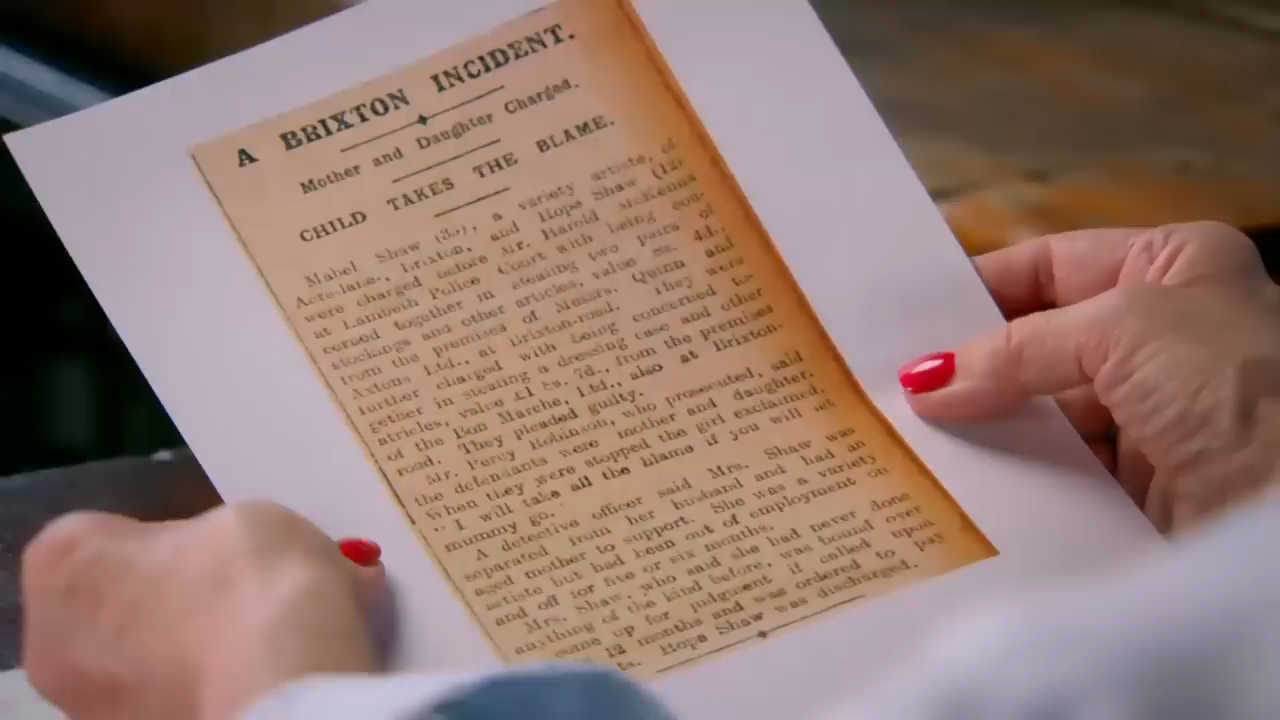 A BRIXTON INCIDENT.
Mother and Daughter Charged.
CHILD TAKES THE BLAME.
Mabel Shaw a variety artiste, of
Acre-lane, Brixton, and Hope Shaw (12)
were charged before Mr. Harold McKenna
at Lambeth Police Court with being con-
cerned together in stealing two pairs of
stockings and other articles, value 8s. 4d.,
from the premises of Messrs. Quinn and
Axtens Ltd., at Brixton-road. They were
further charged with being concerned to-
gether in stealing a dressing case and other
atricles, value £1 5s. 7d., from the premises
of the Bon Marche, Ltd., also at Brixton-
road. They pleaded guilty.
Mr. Percy Robinson, who prosecuted, said
the defendants were mother and daughter.
When they were stopped the girl exclaimed,
"I will take all the blame if you will let
mummy go."
A detective officer said Mrs. Shaw was
separated from her husband and had an
aged mother to support. She was a variety
artiste but had been out of employment on
and off for five or six months.
Mrs. Shaw, who said she had never done
anything of the kind before, was bound over
come up for judgment if called upon
12 months and was ordered to pay
ts. Hope Shaw was discharged.